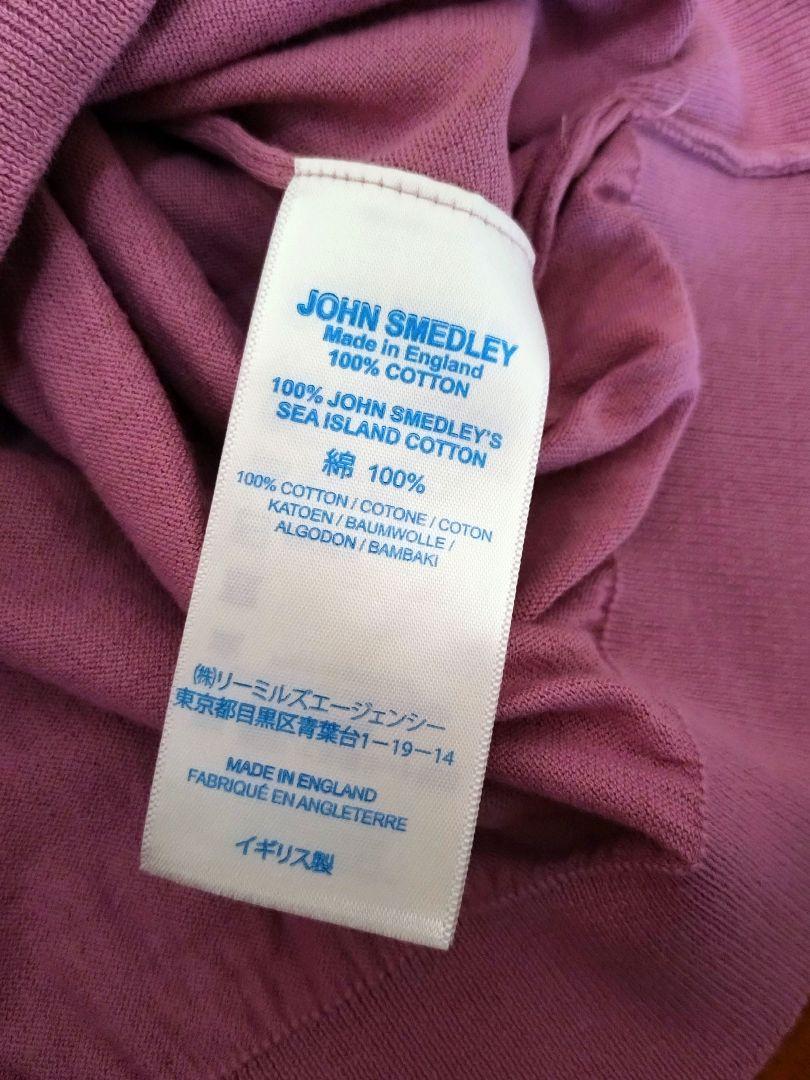 JOHN SMEDLEY
Made in England
100% COTTON
100% JOHN SMEDLEY'S
SEA ISLAND COTTON
綿 100%
100% COTTON / COTONE / COTON
KATOEN / BAUMWOLLE /
ALGODON / BAMBAKI
(株)リーミルズエージェンシー
東京都目黒区青葉台1-19-14
MADE IN ENGLAND
FABRIQUÉ EN ANGLETERRE
イギリス製